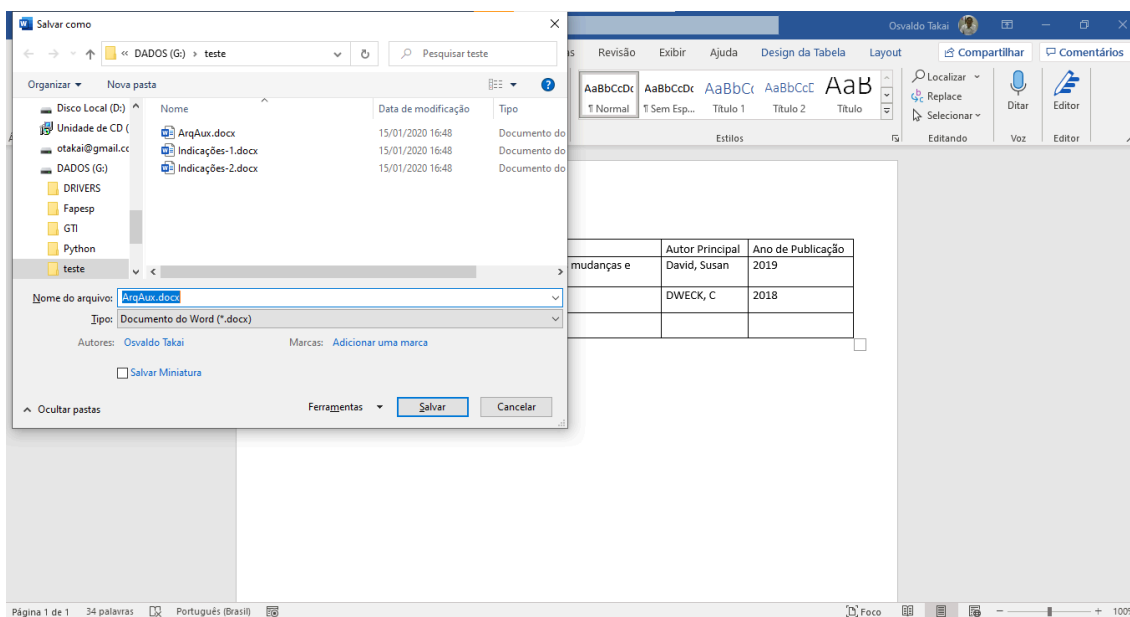 Salvar como
Osvaldo Takai
« DADOS (G:) › teste
Pesquisar teste
Revisão Exibir Ajuda Design da Tabela Layout Compartilhar Comentários
Organizar Nova pasta
Disco Local (D:)
Unidade de CD (
otakai@gmail.cc
DADOS (G:)
DRIVERS
Fapesp
GTI
Python
teste
Nome Data de modificação Tipo
ArqAux.docx 15/01/2020 16:48 Documento do
Indicações-1.docx 15/01/2020 16:48 Documento do
Indicações-2.docx 15/01/2020 16:48 Documento do
Nome do arquivo: ArqAux.docx
Tipo: Documento do Word (*.docx)
Autores: Osvaldo Takai Marcas: Adicionar uma marca
Salvar Miniatura
Ocultar pastas Ferramentas Salvar Cancelar
AaBbCcDc AaBbCcDc AaBbCc AaBbCcE AaB
¶ Normal ¶ Sem Esp... Título 1 Título 2 Título
Estilos
Localizar
Replace
Selecionar
Editando
Ditar
Voz
Editor
Editor
Autor Principal Ano de Publicação
mudanças e David, Susan 2019
DWECK, C 2018
Página 1 de 1 34 palavras Português (Brasil) Foco 100%